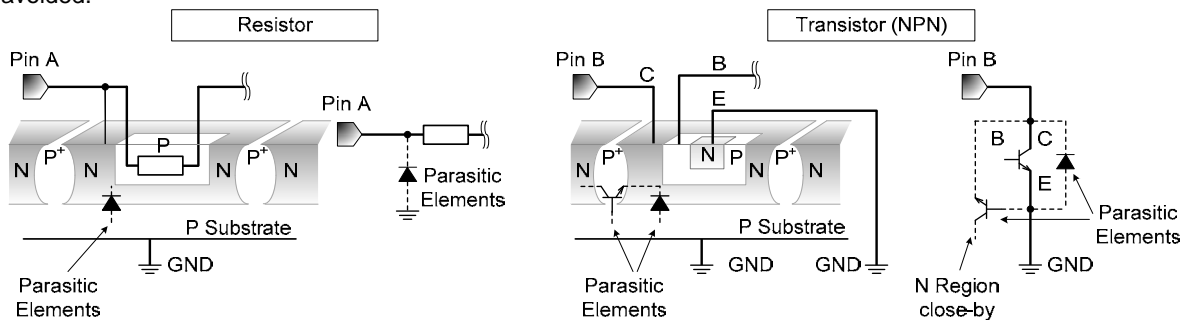 avoided.
Resistor
Transistor (NPN)
Pin A
Pin A
N P+ N P N P+ N
Parasitic
Elements
P Substrate
GND
Parasitic
Elements
Pin B
C
B
E
N P+ N N P N P+ N
P Substrate
GND
GND
Parasitic
Elements
Pin B
B C
E
Parasitic
Elements
GND
N Region
close-by